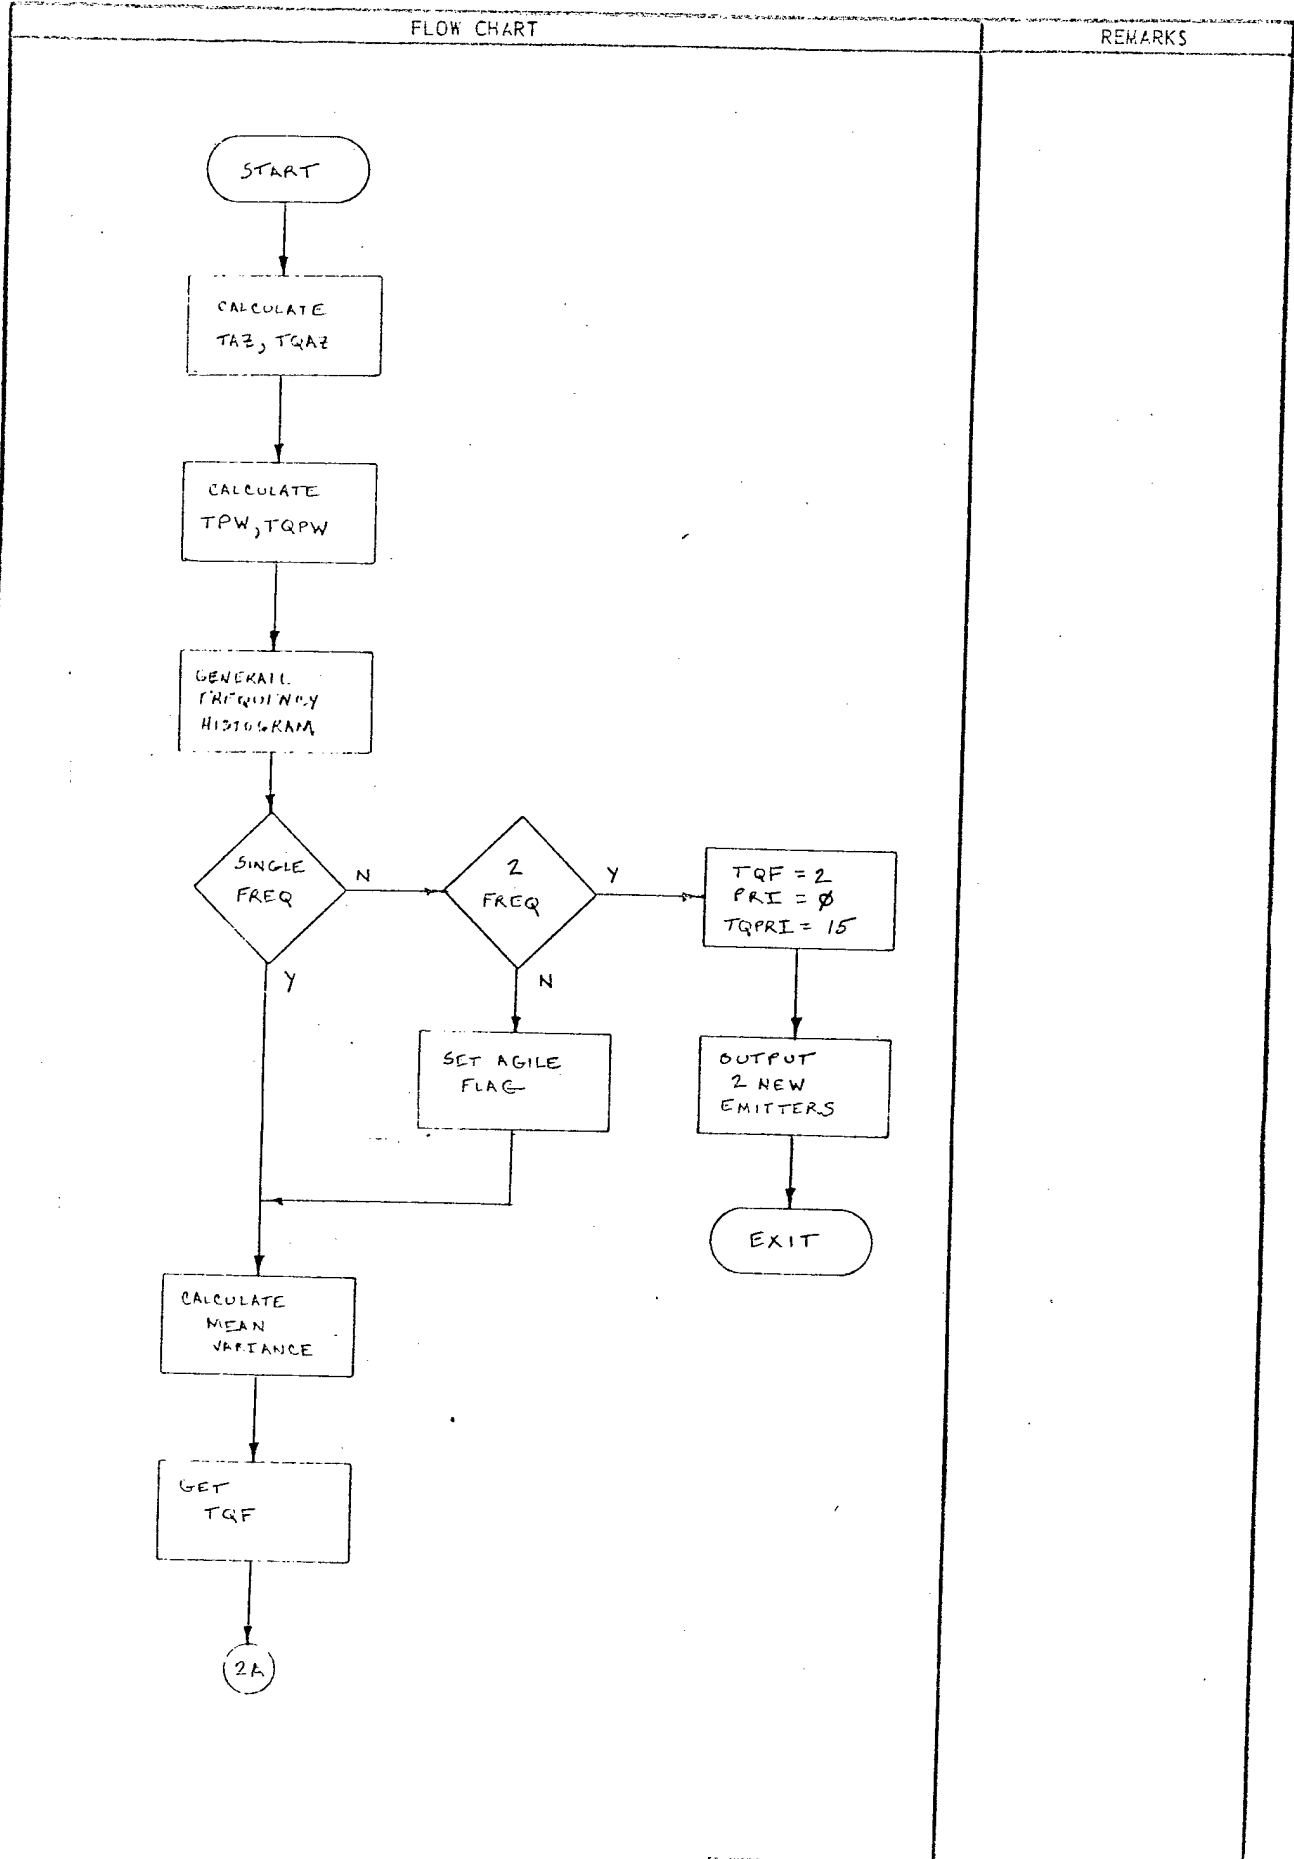 FLOW CHART
REMARKS
START
CALCULATE
TAZ, TQAZ
CALCULATE
TPW, TQPW
GENERATE
FREQUENCY
HISTOGRAM
SINGLE
FREQ
N
2
FREQ
Y
TQF = 2
PRI = Ø
TQPRI = 15
Y
N
SET AGILE
FLAG
OUTPUT
2 NEW
EMITTERS
EXIT
CALCULATE
MEAN
VARIANCE
GET
TQF
2A